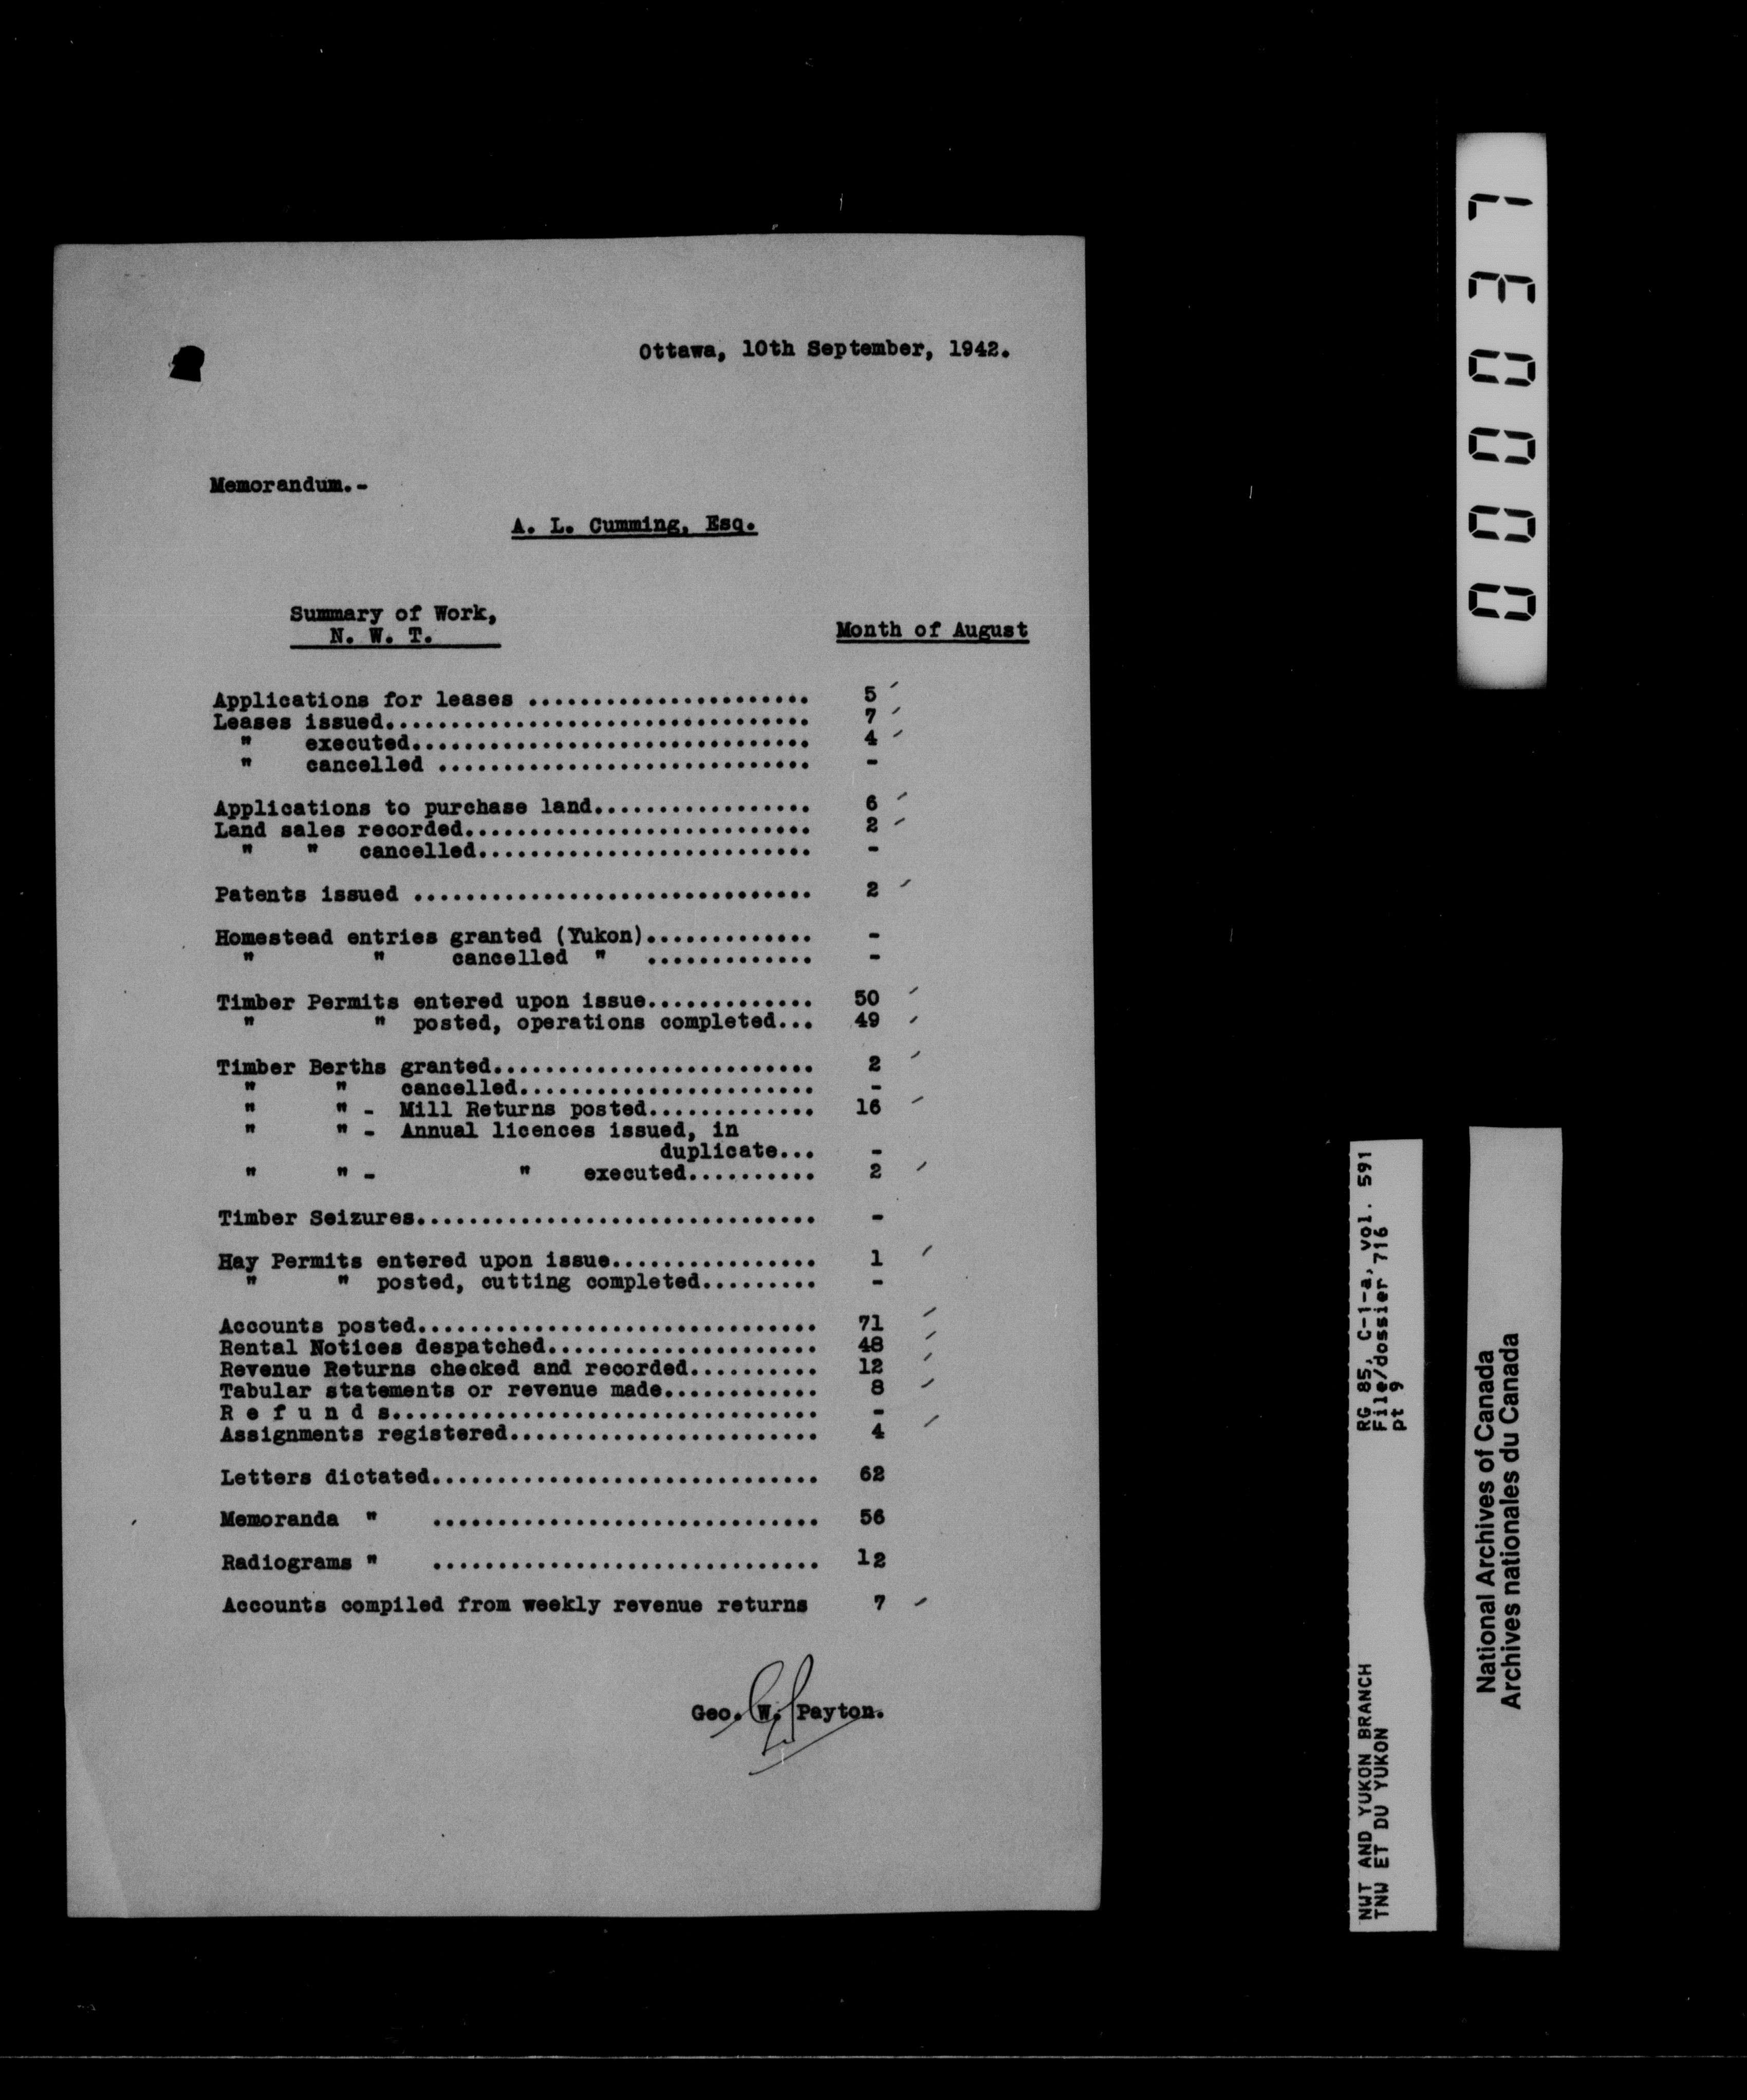 Ottawa, 10th September, 1942.
Memorandum.-
A. L. Cumming, Esq.
Summary of Work,
N. W. T.
Month of August
Applications for leases ...................... 5
Leases issued................................. 7
" executed............................... 4
" cancelled ............................. -
Applications to purchase land................. 6
Land sales recorded........................... 2
" " cancelled.......................... -
Patents issued ............................... 2
Homestead entries granted (Yukon)............. -
" " cancelled " ............. -
Timber Permits entered upon issue............. 50
" " posted, operations completed... 49
Timber Berths granted......................... 2
" " cancelled....................... -
" " - Mill Returns posted............. 16
" " - Annual licences issued, in
duplicate... -
" " - " executed.......... 2
Timber Seizures............................... -
Hay Permits entered upon issue................ 1
" " posted, cutting completed......... -
Accounts posted............................... 71
Rental Notices despatched..................... 48
Revenue Returns checked and recorded.......... 12
Tabular statements or revenue made............ 8
R e f u n d s................................. -
Assignments registered........................ 4
Letters dictated.............................. 62
Memoranda " .............................. 56
Radiograms " .............................. 12
Accounts compiled from weekly revenue returns 7
Geo. W. Payton.
000037
RG 85, C-1-a, vol. 591
File/dossier 716
pt 9
NWT AND YUKON BRANCH
TNW ET DU YUKON
National Archives of Canada
Archives nationales du Canada